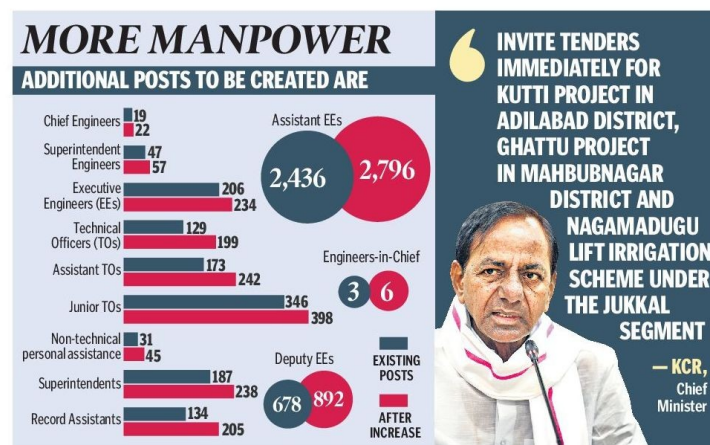 MORE MANPOWER
ADDITIONAL POSTS TO BE CREATED ARE
Chief Engineers
19
22
Superintendent
Engineers
47
57
Executive
Engineers (EEs)
206
234
Technical
Officers (TOs)
129
199
Assistant TOs
173
242
Junior TOs
346
398
Non-technical
personal assistance
31
45
Superintendents
187
238
Record Assistants
134
205
Assistant EEs
2,436
2,796
Engineers-in-Chief
3
6
Deputy EEs
678
892
EXISTING
POSTS
AFTER
INCREASE
INVITE TENDERS
IMMEDIATELY FOR
KUTTI PROJECT IN
ADILABAD DISTRICT,
GHATTU PROJECT
IN MAHBUBNAGAR
DISTRICT AND
NAGAMADUGU
LIFT IRRIGATION
SCHEME UNDER
THE JUKKAL
SEGMENT
— KCR,
Chief
Minister